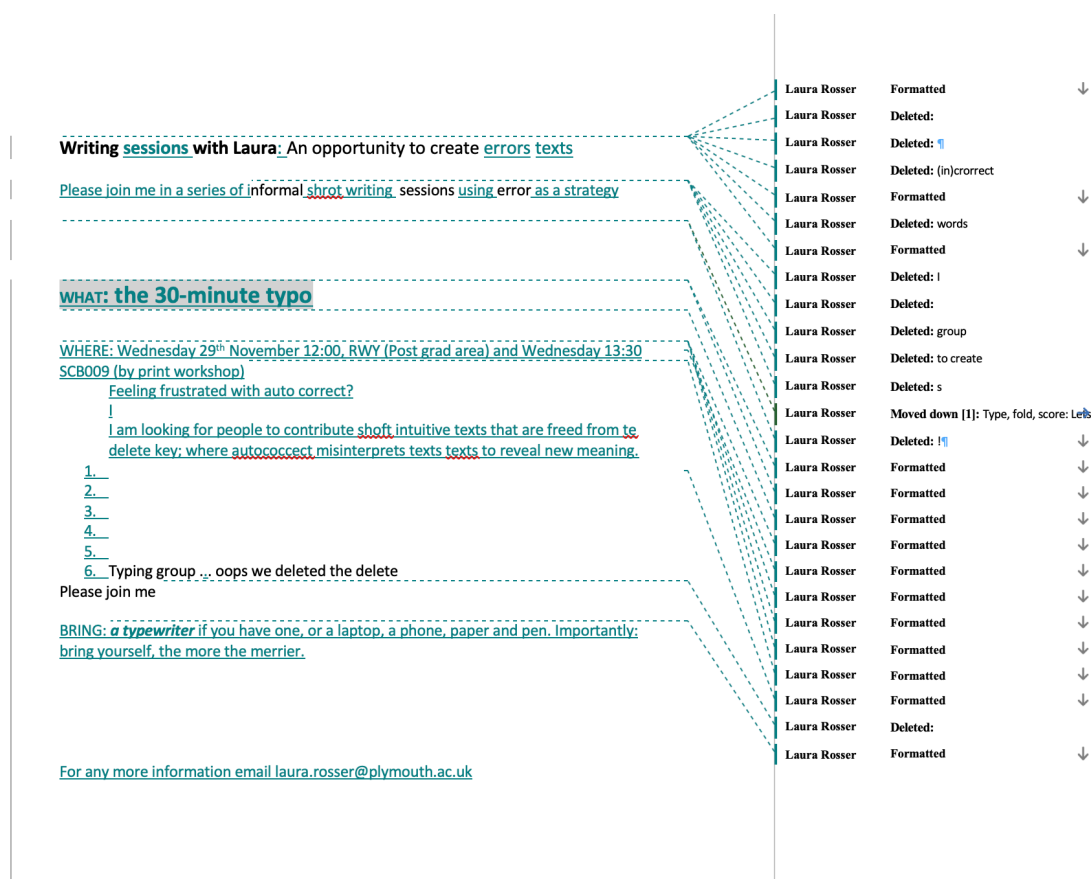 Writing sessions with Laura: An opportunity to create errors texts
Please join me in a series of informal shrot writing  sessions using error as a strategy
WHAT: the 30-minute typo
WHERE: Wednesday 29th November 12:00, RWY (Post grad area) and Wednesday 13:30
SCB009 (by print workshop)
Feeling frustrated with auto correct?
I
I am looking for people to contribute shoft intuitive texts that are freed from te
delete key; where autococcect misinterprets texts texts to reveal new meaning.
1.
2.
3.
4.
5.
6. Typing group ... oops we deleted the delete
Please join me
BRING: a typewriter if you have one, or a laptop, a phone, paper and pen. Importantly:
bring yourself, the more the merrier.
For any more information email laura.rosser@plymouth.ac.uk
Laura Rosser Formatted
Laura Rosser Deleted:
Laura Rosser Deleted: ¶
Laura Rosser Deleted: (in)crorrect
Laura Rosser Formatted
Laura Rosser Deleted: words
Laura Rosser Formatted
Laura Rosser Deleted: I
Laura Rosser Deleted:
Laura Rosser Deleted: group
Laura Rosser Deleted: to create
Laura Rosser Deleted: s
Laura Rosser Moved down [1]: Type, fold, score: Lets
Laura Rosser Deleted: !¶
Laura Rosser Formatted
Laura Rosser Formatted
Laura Rosser Formatted
Laura Rosser Formatted
Laura Rosser Formatted
Laura Rosser Formatted
Laura Rosser Formatted
Laura Rosser Formatted
Laura Rosser Formatted
Laura Rosser Formatted
Laura Rosser Deleted:
Laura Rosser Formatted